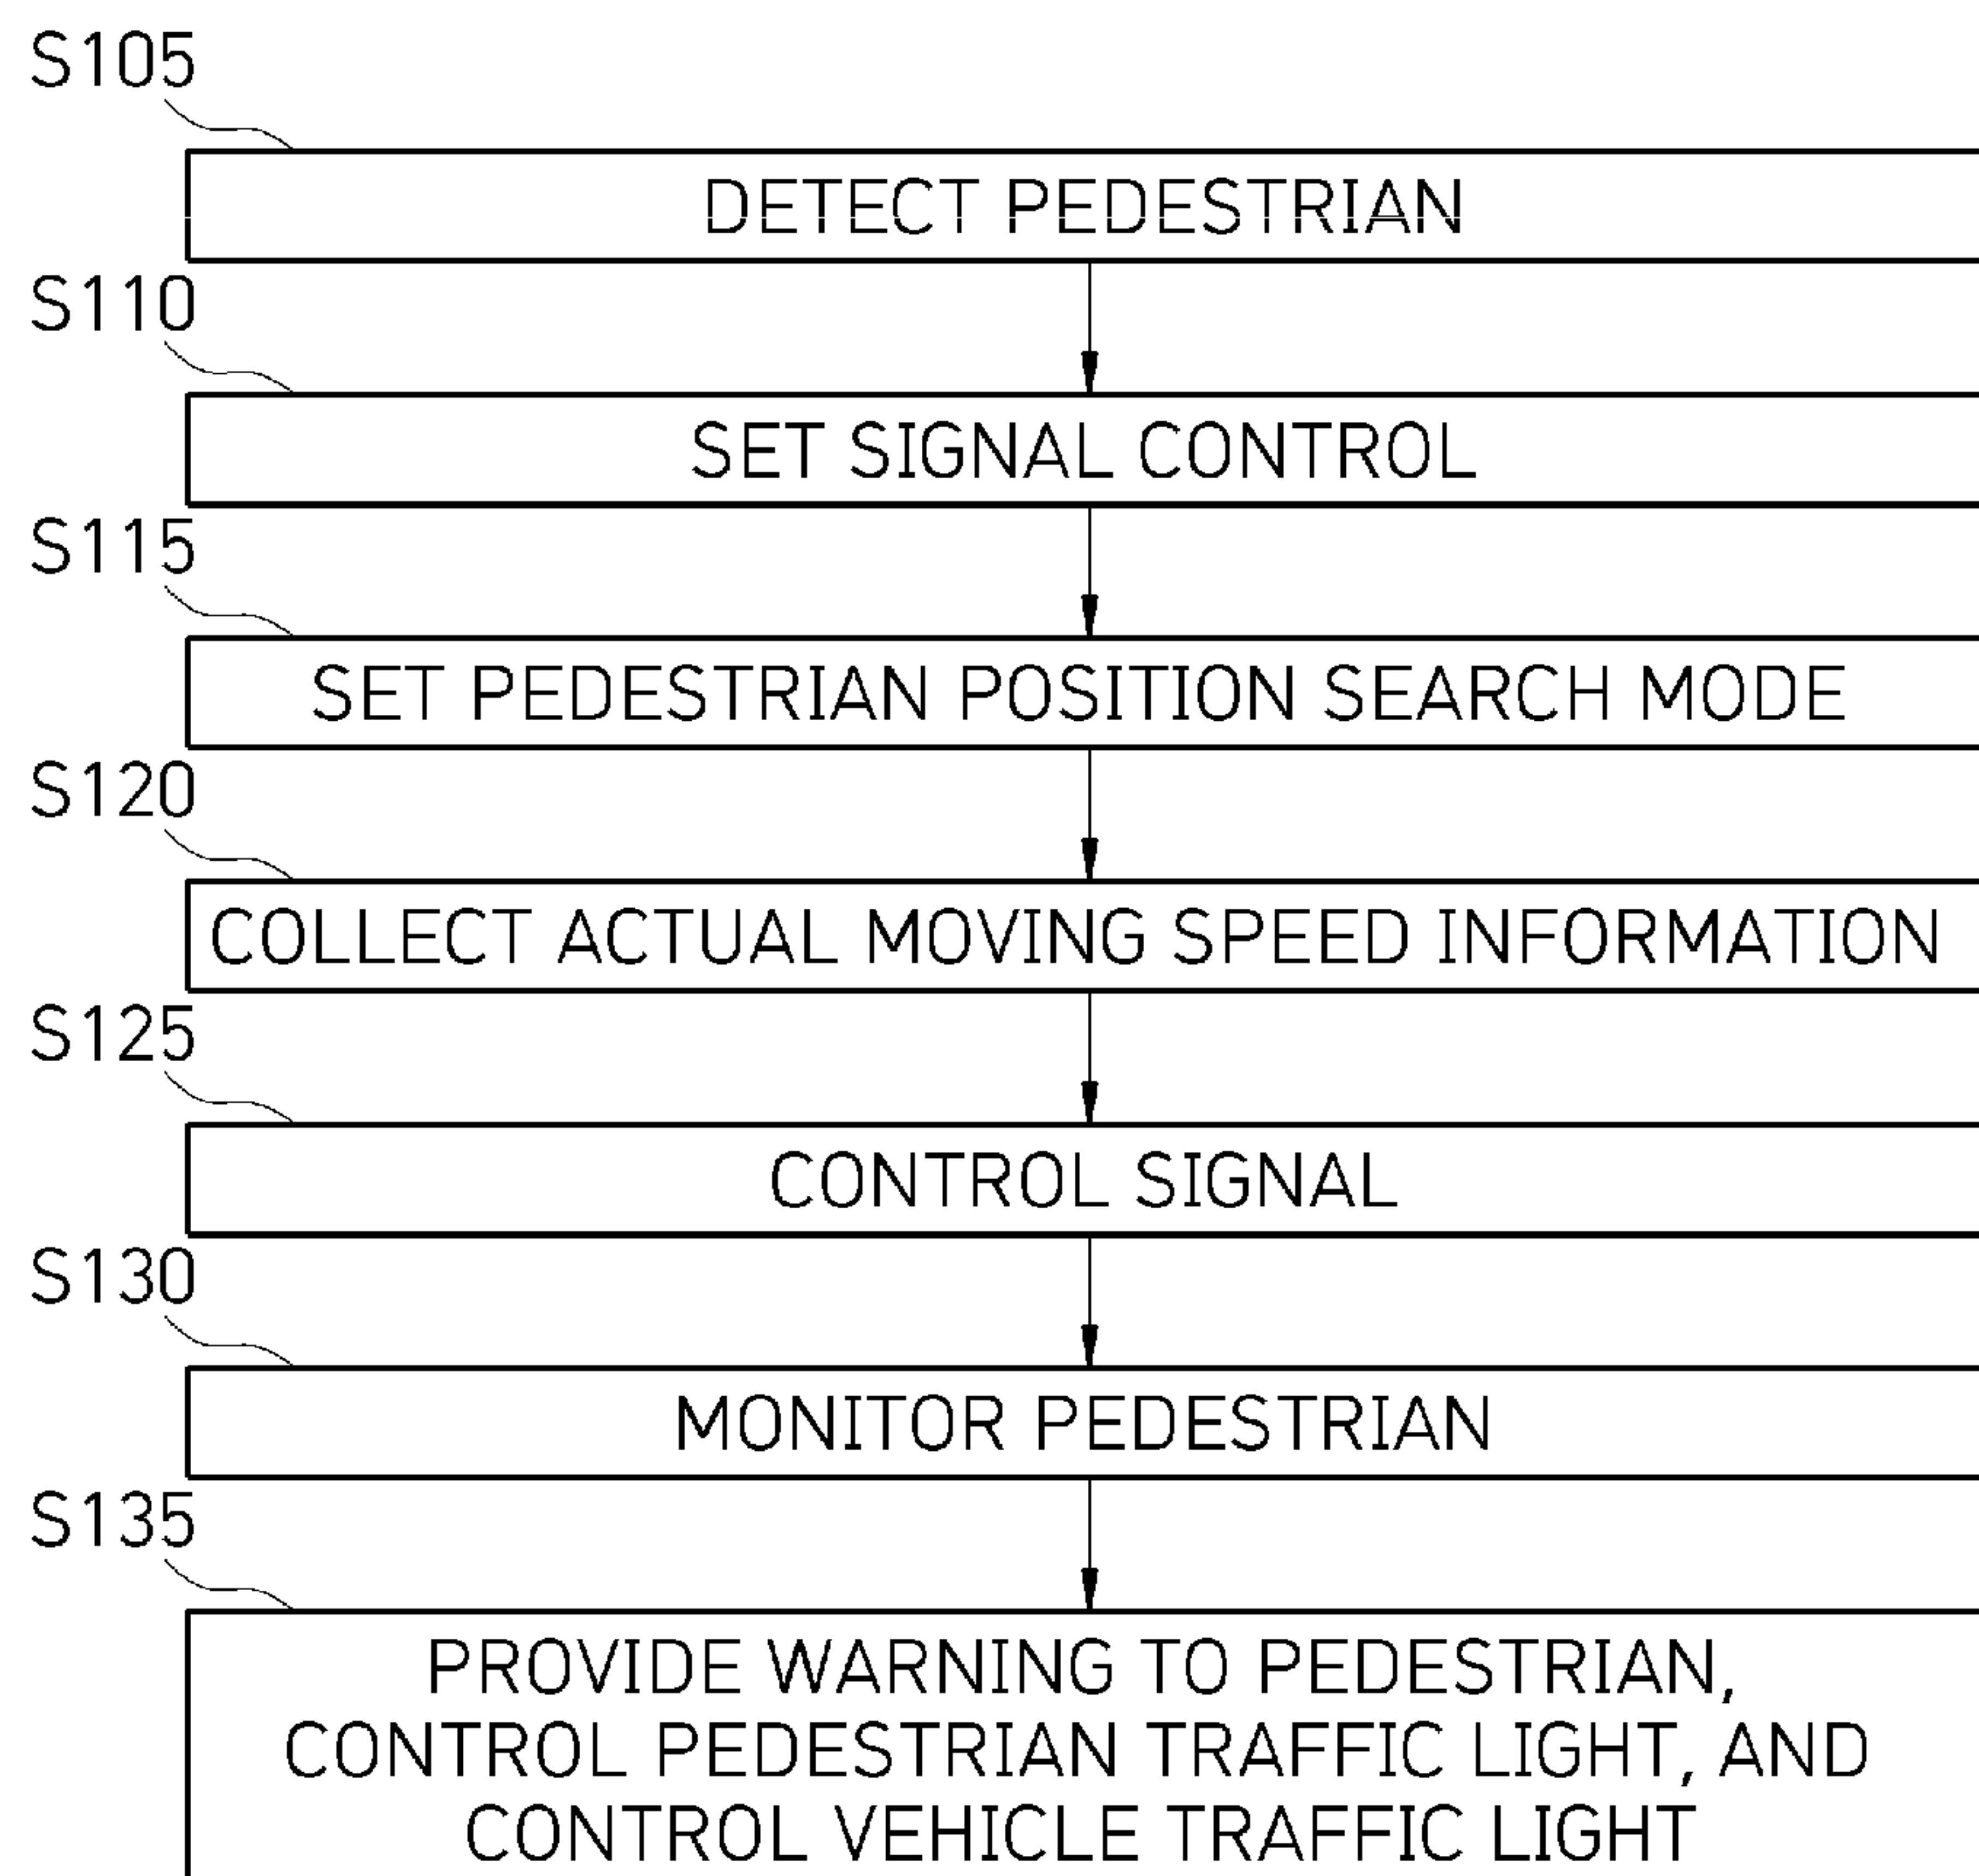 S105
DETECT PEDESTRIAN
S110
SET SIGNAL CONTROL
S115
SET PEDESTRIAN POSITION SEARCH MODE
S120
COLLECT ACTUAL MOVING SPEED INFORMATION
S125
CONTROL SIGNAL
S130
MONITOR PEDESTRIAN
S135
PROVIDE WARNING TO PEDESTRIAN,
CONTROL PEDESTRIAN TRAFFIC LIGHT, AND
CONTROL VEHICLE TRAFFIC LIGHT